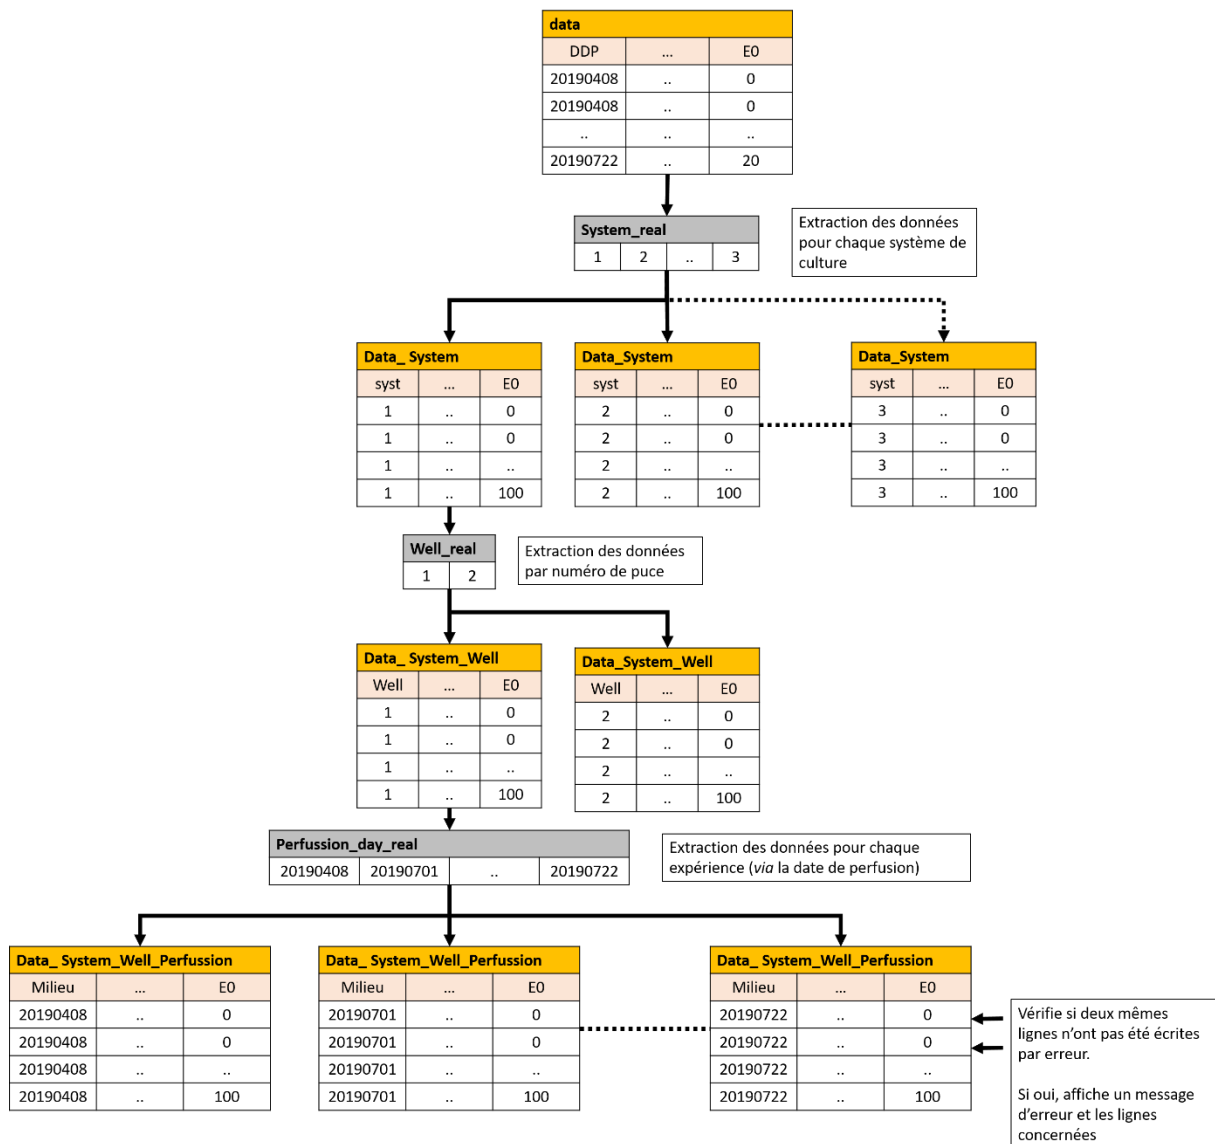 data
DDP ... E0
20190408 .. 0
20190408 .. 0
.. .. ..
20190722 .. 20
System_real
1 2 .. 3
Extraction des données
pour chaque système de
culture
Data_ System
syst ... E0
1 .. 0
1 .. 0
1 .. ..
1 .. 100
Data_System
syst ... E0
2 .. 0
2 .. 0
2 .. ..
2 .. 100
Data_System
syst ... E0
3 .. 0
3 .. 0
3 .. ..
3 .. 100
Well_real
1 2
Extraction des données
par numéro de puce
Data_ System_Well
Well ... E0
1 .. 0
1 .. 0
1 .. ..
1 .. 100
Data_System_Well
Well ... E0
2 .. 0
2 .. 0
2 .. ..
2 .. 100
Perfussion_day_real
20190408 20190701 .. 20190722
Extraction des données pour chaque
expérience (via la date de perfusion)
Data_ System_Well_Perfussion
Milieu ... E0
20190408 .. 0
20190408 .. 0
20190408 .. ..
20190408 .. 100
Data_ System_Well_Perfussion
Milieu ... E0
20190701 .. 0
20190701 .. 0
20190701 .. ..
20190701 .. 100
Data_ System_Well_Perfussion
Milieu ... E0
20190722 .. 0
20190722 .. 0
20190722 .. ..
20190722 .. 100
Vérifie si deux mêmes
lignes n’ont pas été écrites
par erreur.
Si oui, affiche un message
d’erreur et les lignes
concernées